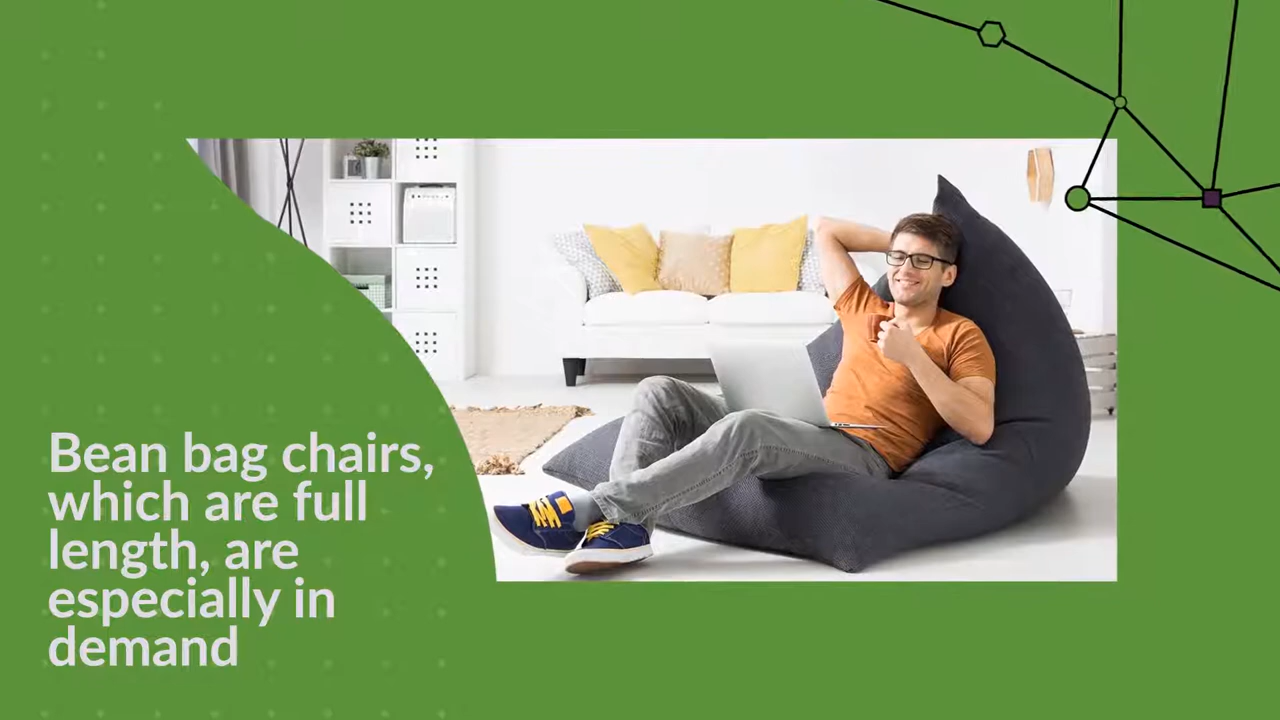 Bean bag chairs,
which are full
length, are
especially in
demand